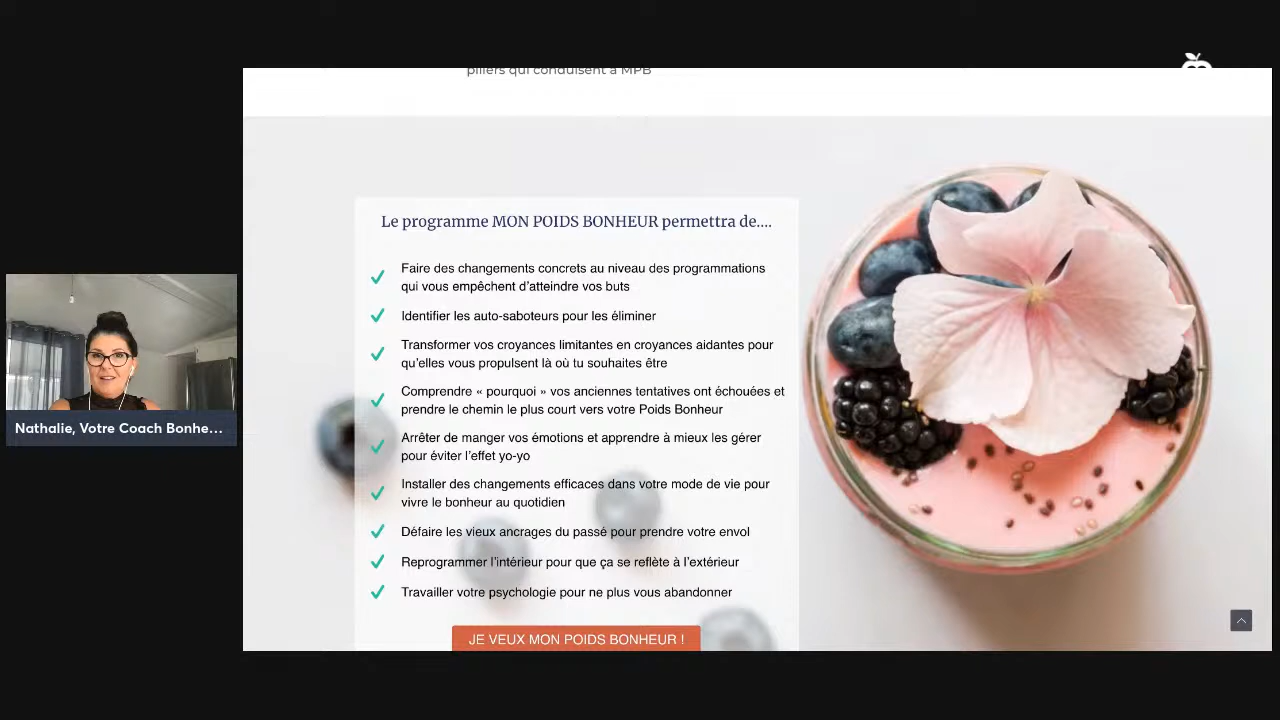 piliers qui conduisent à MPB
Le programme MON POIDS BONHEUR permettra de....
Faire des changements concrets au niveau des programmations
qui vous empêchent d'atteindre vos buts
Identifier les auto-saboteurs pour les éliminer
Transformer vos croyances limitantes en croyances aidantes pour
qu'elles vous propulsent là où tu souhaites être
Comprendre « pourquoi » vos anciennes tentatives ont échouées et
prendre le chemin le plus court vers votre Poids Bonheur
Arrêter de manger vos émotions et apprendre à mieux les gérer
pour éviter l'effet yo-yo
Installer des changements efficaces dans votre mode de vie pour
vivre le bonheur au quotidien
Défaire les vieux ancrages du passé pour prendre votre envol
Reprogrammer l'intérieur pour que ça se reflète à l'extérieur
Travailler votre psychologie pour ne plus vous abandonner
JE VEUX MON POIDS BONHEUR !
Nathalie, Votre Coach Bonhe...